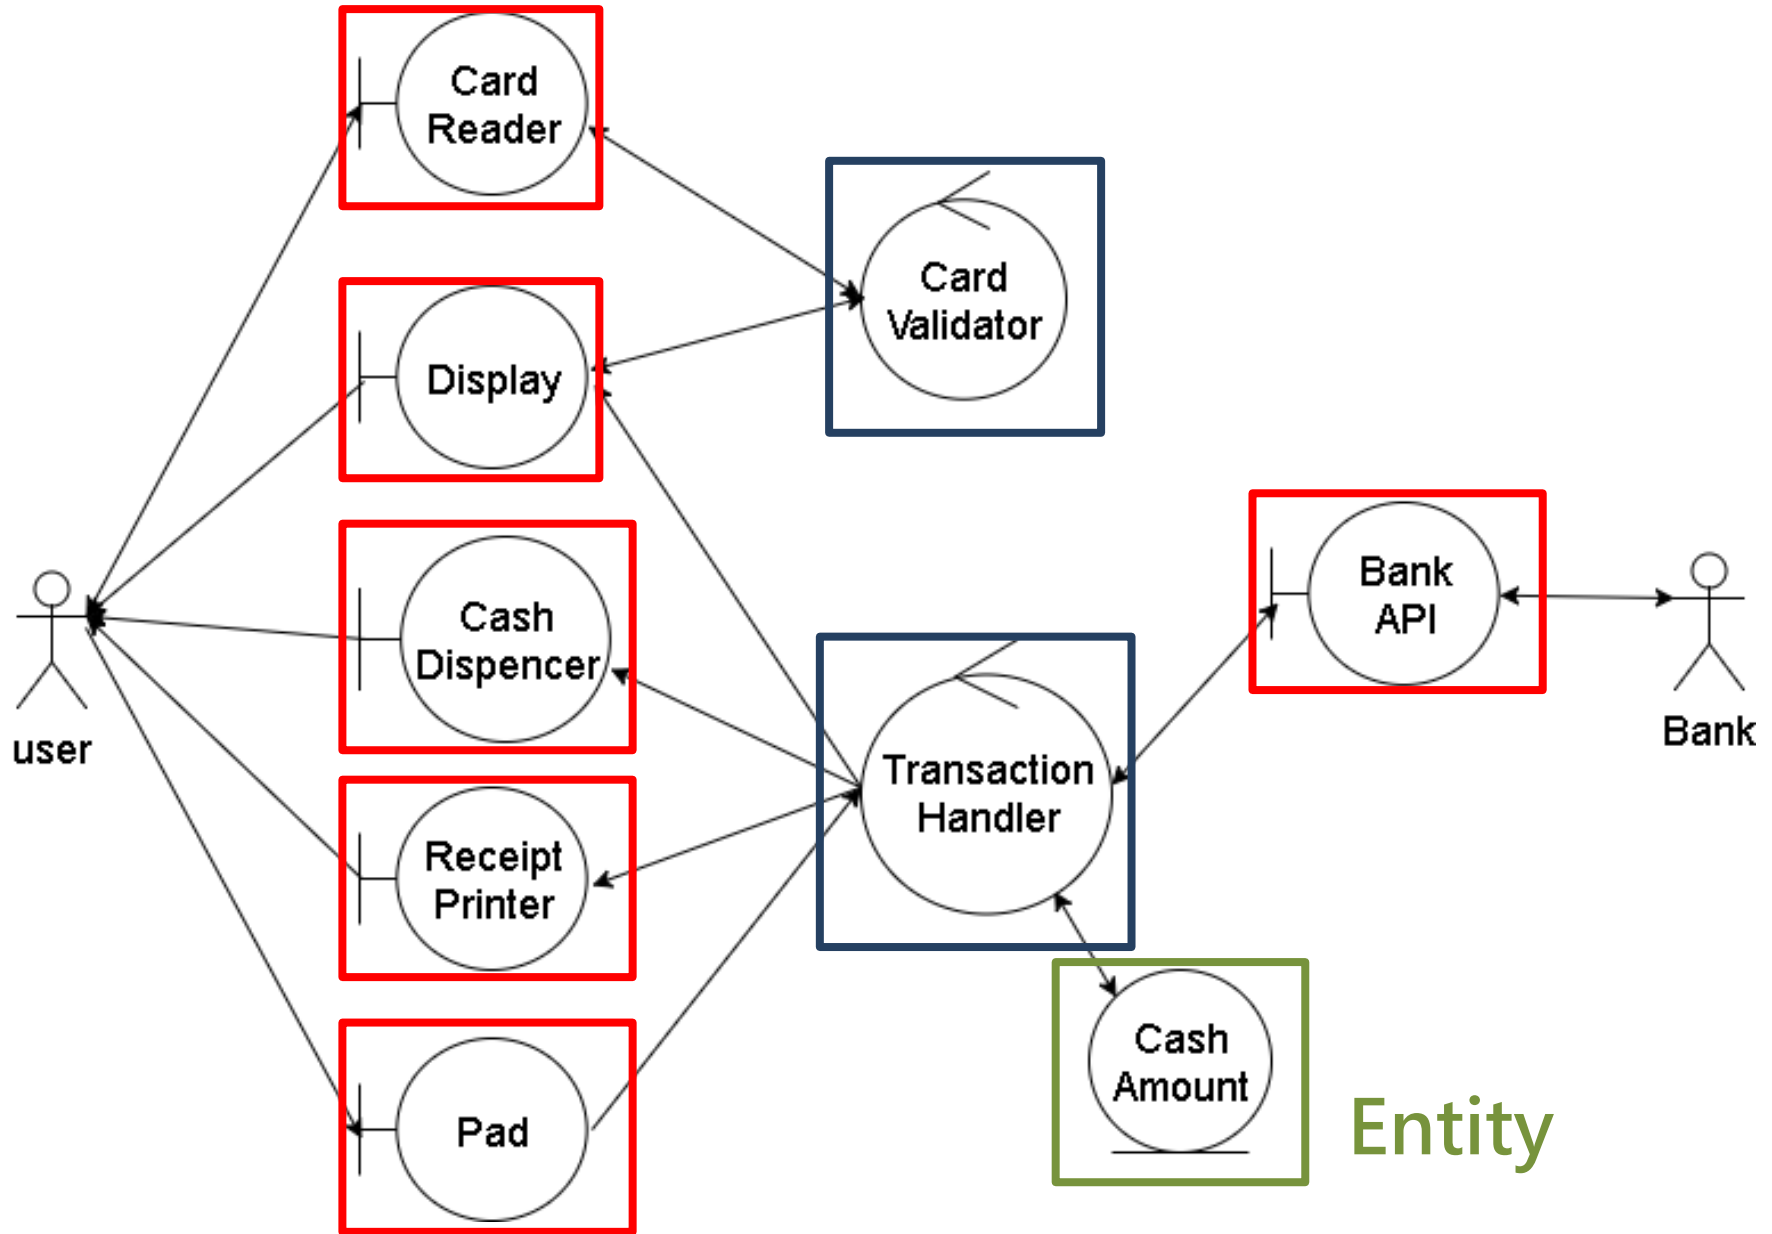 Card
Reader
Card
Validator
Display
Bank
API
Cash
Dispencer
user
Bank
Transaction
Handler
Receipt
Printer
Cash
Amount
Entity
Pad